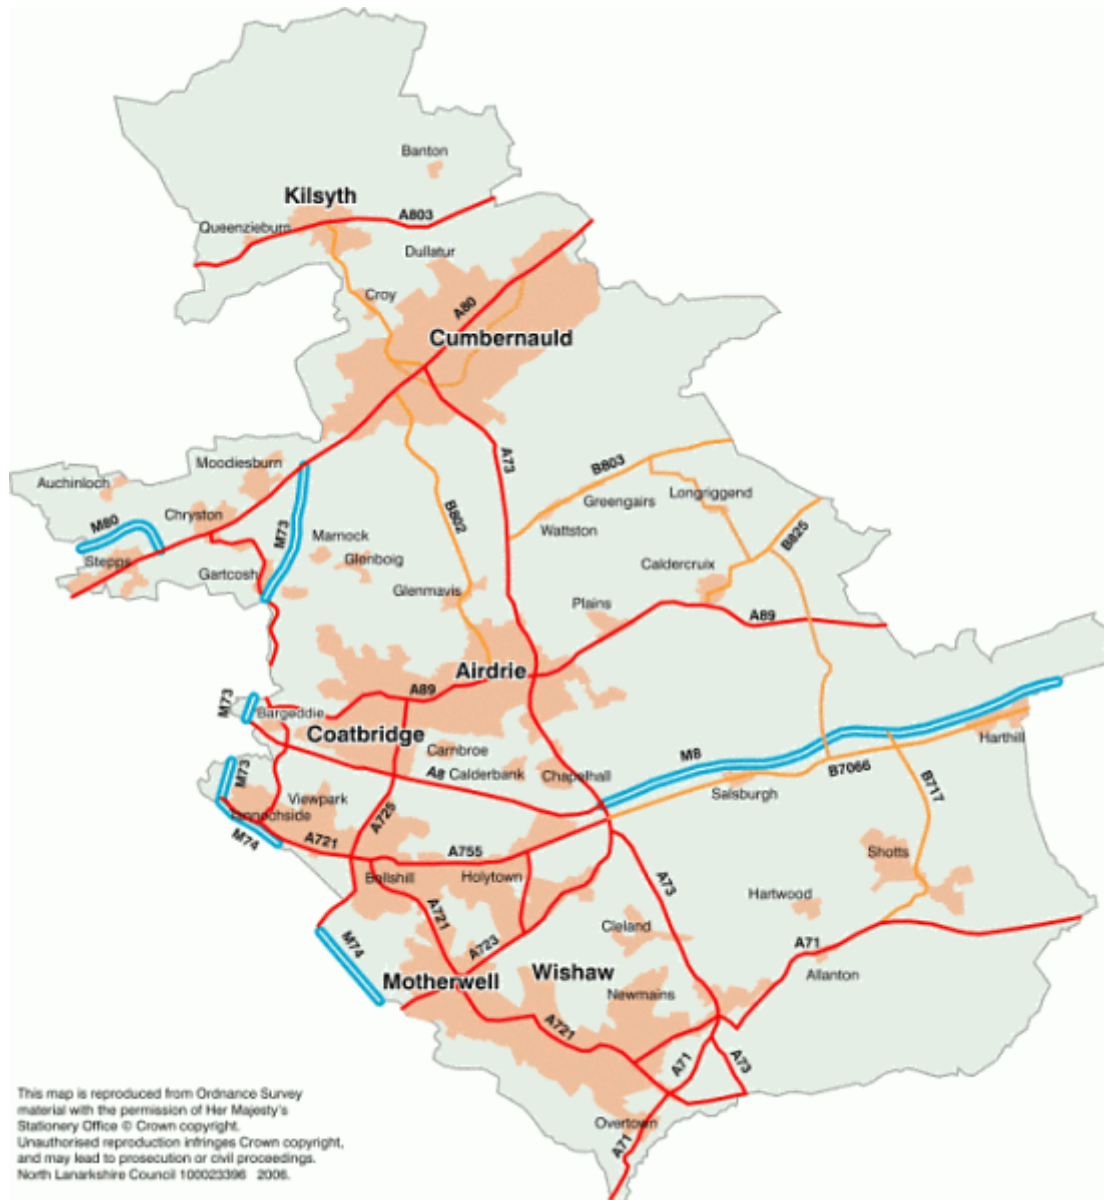 Banton
Kilsyth
A803
Queenzieburn
Dullatur
Croy
A80
Cumbernauld
A73
Moodiesburn
B803
Auchinloch
Greengairs
Longriggend
Chryston
M80
M73
B802
Wattston
B825
Marnock
Stepps
Glenboig
Gartcosh
Caldercruix
Glenmavis
Plains
A89
Airdrie
A89
M73
Bargeddie
Coatbridge
Carnbroe
M8
Harthill
M73
A8
Calderbank
Chapelhall
B7066
Viewpark
Salsburgh
B717
Tannochside
A725
M74
A721
A755
Shotts
Bellshill
Holytown
A73
Hartwood
A721
Cleland
M74
A723
A71
Motherwell
Wishaw
Allanton
Newmains
A721
A71
A73
Overtown
A71
This map is reproduced from Ordnance Survey
material with the permission of Her Majesty's
Stationery Office © Crown copyright.
Unauthorised reproduction infringes Crown copyright,
and may lead to prosecution or civil proceedings.
North Lanarkshire Council 100023396 2006.